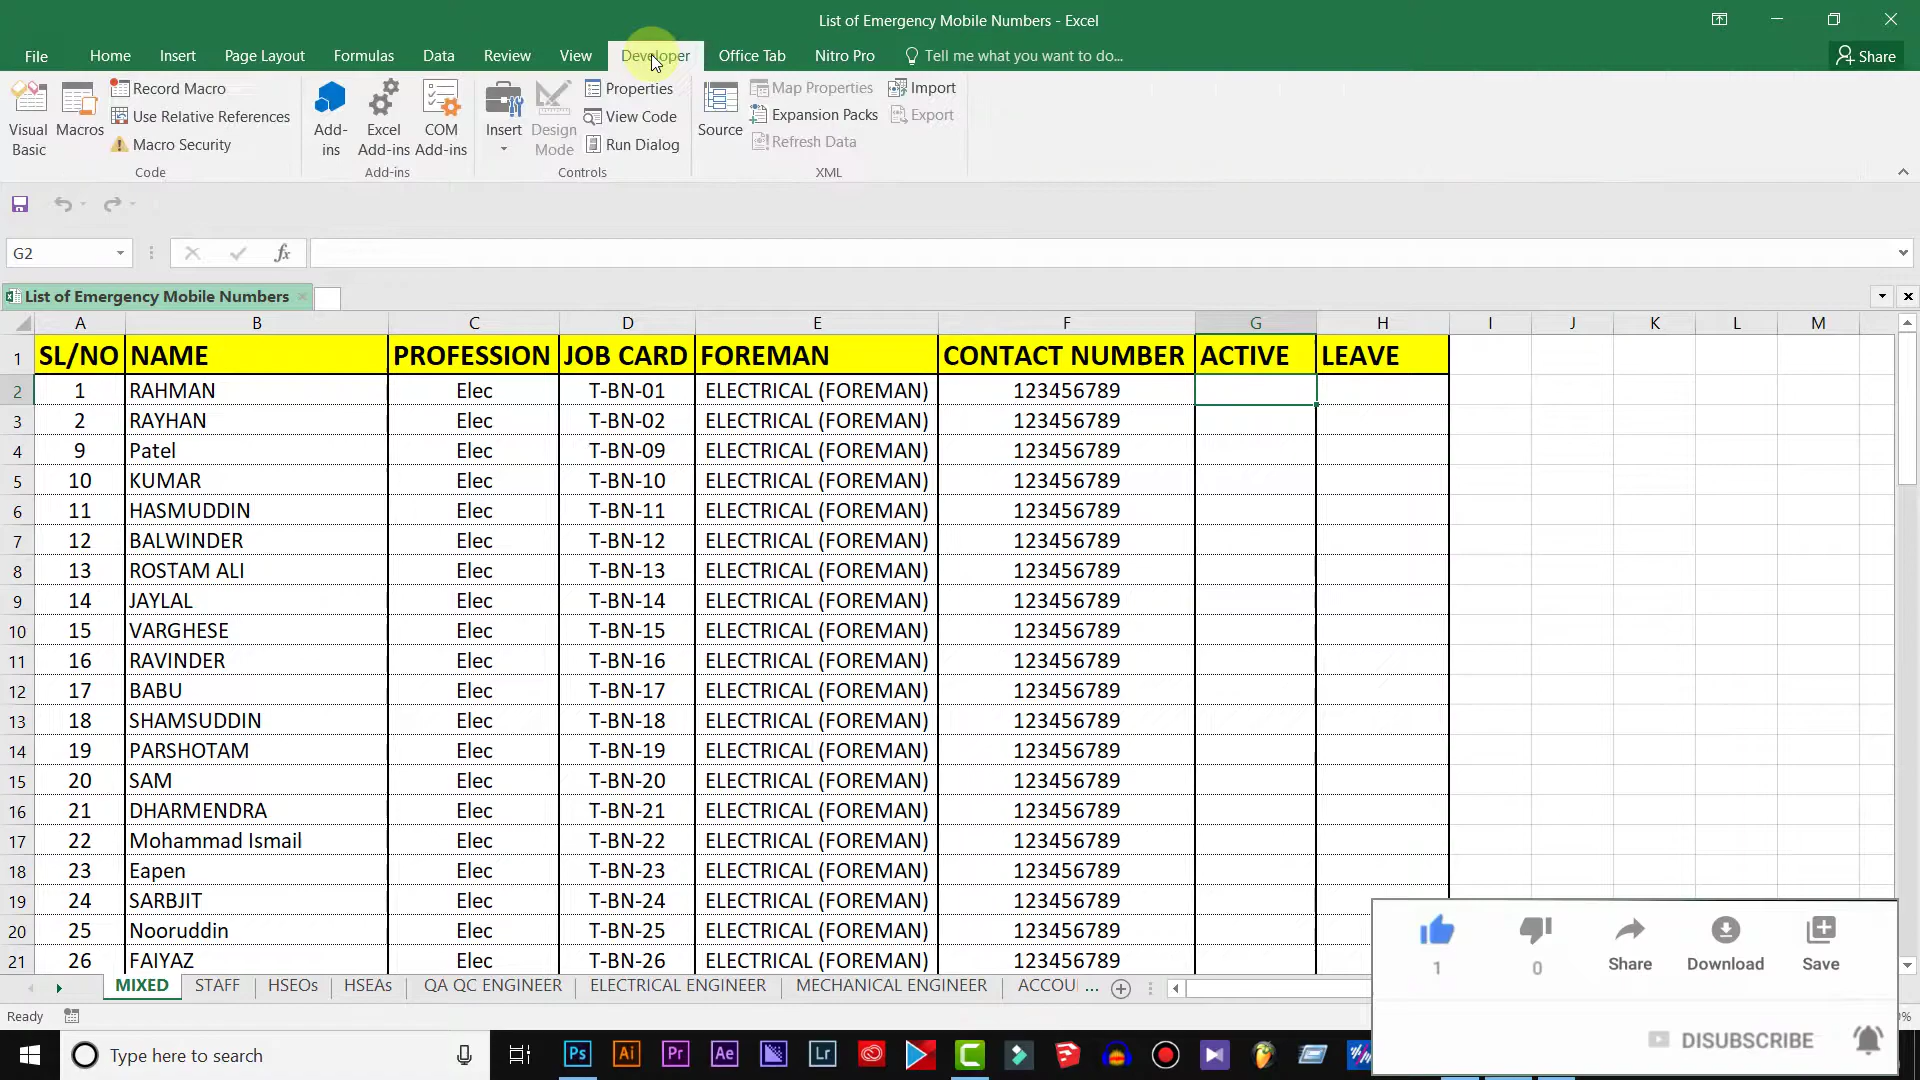 List of Emergency Mobile Numbers - Excel
File Home Insert Page Layout Formulas Data Review View Developer Office Tab Nitro Pro Tell me what you want to do... Share
Visual Basic
Macros
Record Macro
Use Relative References
Macro Security
Code
Add-ins
Excel Add-ins
COM Add-ins
Add-ins
Insert
Design Mode
Properties
View Code
Run Dialog
Controls
Source
Map Properties
Expansion Packs
Refresh Data
Import
Export
XML
G2 fx
List of Emergency Mobile Numbers
A B C D E F G H I J K L M
1 SL/NO NAME PROFESSION JOB CARD FOREMAN CONTACT NUMBER ACTIVE LEAVE
2 1 RAHMAN Elec T-BN-01 ELECTRICAL (FOREMAN) 123456789
3 2 RAYHAN Elec T-BN-02 ELECTRICAL (FOREMAN) 123456789
4 9 Patel Elec T-BN-09 ELECTRICAL (FOREMAN) 123456789
5 10 KUMAR Elec T-BN-10 ELECTRICAL (FOREMAN) 123456789
6 11 HASMUDDIN Elec T-BN-11 ELECTRICAL (FOREMAN) 123456789
7 12 BALWINDER Elec T-BN-12 ELECTRICAL (FOREMAN) 123456789
8 13 ROSTAM ALI Elec T-BN-13 ELECTRICAL (FOREMAN) 123456789
9 14 JAYLAL Elec T-BN-14 ELECTRICAL (FOREMAN) 123456789
10 15 VARGHESE Elec T-BN-15 ELECTRICAL (FOREMAN) 123456789
11 16 RAVINDER Elec T-BN-16 ELECTRICAL (FOREMAN) 123456789
12 17 BABU Elec T-BN-17 ELECTRICAL (FOREMAN) 123456789
13 18 SHAMSUDDIN Elec T-BN-18 ELECTRICAL (FOREMAN) 123456789
14 19 PARSHOTAM Elec T-BN-19 ELECTRICAL (FOREMAN) 123456789
15 20 SAM Elec T-BN-20 ELECTRICAL (FOREMAN) 123456789
16 21 DHARMENDRA Elec T-BN-21 ELECTRICAL (FOREMAN) 123456789
17 22 Mohammad Ismail Elec T-BN-22 ELECTRICAL (FOREMAN) 123456789
18 23 Eapen Elec T-BN-23 ELECTRICAL (FOREMAN) 123456789
19 24 SARBJIT Elec T-BN-24 ELECTRICAL (FOREMAN) 123456789
20 25 Nooruddin Elec T-BN-25 ELECTRICAL (FOREMAN) 123456789
21 26 FAIYAZ Elec T-BN-26 ELECTRICAL (FOREMAN) 123456789
1 0 Share Download Save
MIXED STAFF HSEOs HSEAs QA QC ENGINEER ELECTRICAL ENGINEER MECHANICAL ENGINEER ACCOU ...
Ready
DISUBSCRIBE
Type here to search Ps Ai Pr Ae Lr